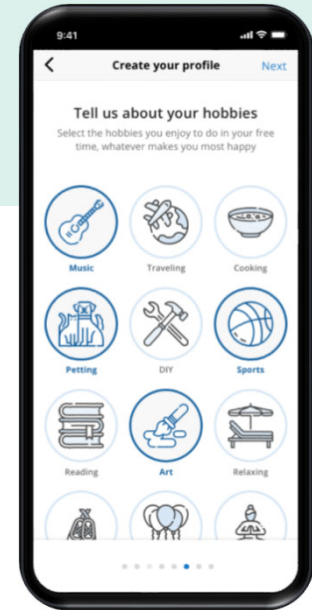 9:41
Create your profile
Next
Tell us about your hobbies
Select the hobbies you enjoy to do in your free
time, whatever makes you most happy
Music
Traveling
Cooking
Petting
DIY
Sports
Reading
Art
Relaxing